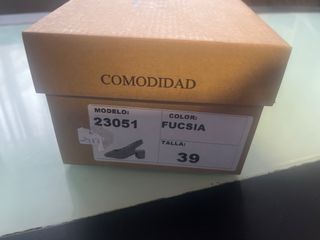 COMODIDAD
MODELO: COLOR:
23051 FUCSIA
TALLA:
39